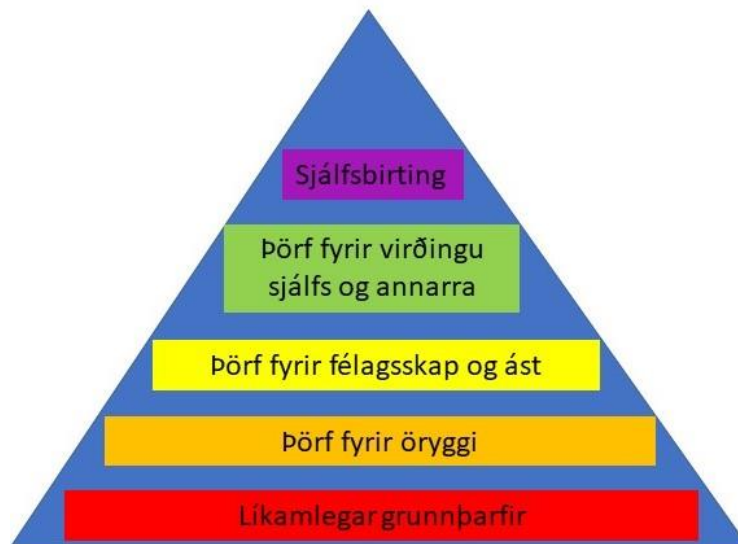 Sjálfsbirting
Þörf fyrir virðingu
sjálfs og annarra
Þörf fyrir félagsskap og ást
Þörf fyrir öryggi
Líkamlegar grunnþarfir